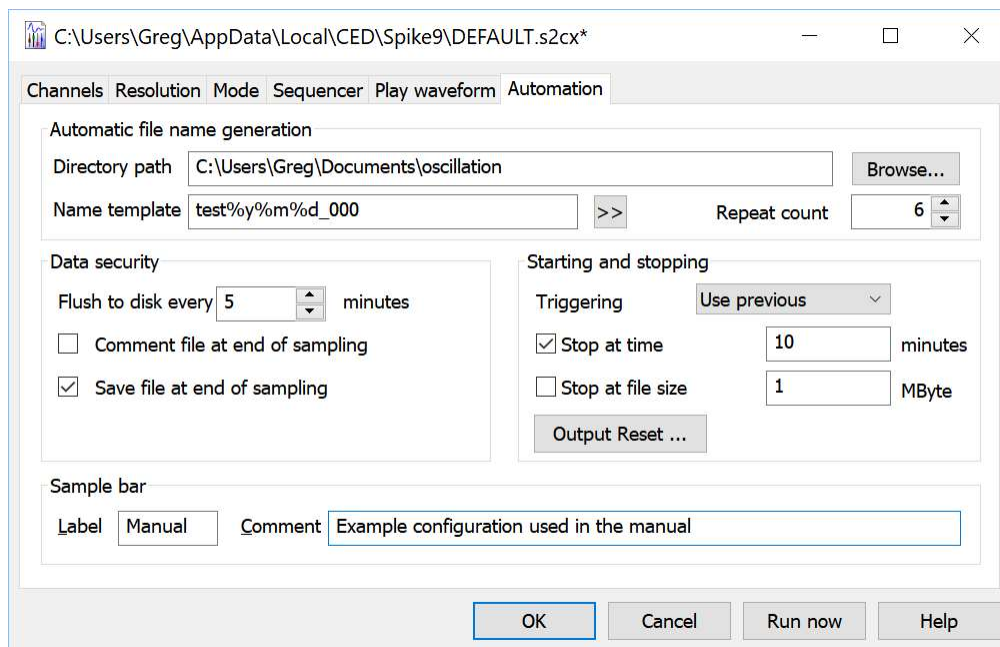 C:\Users\Greg\AppData\Local\CED\Spike9\DEFAULT.s2cx*
Channels Resolution Mode Sequencer Play waveform Automation
Automatic file name generation
Directory path C:\Users\Greg\Documents\oscillation Browse...
Name template test%y%m%d_000 >> Repeat count 6
Data security
Flush to disk every 5 minutes
Comment file at end of sampling
Save file at end of sampling
Starting and stopping
Triggering Use previous
Stop at time 10 minutes
Stop at file size 1 MByte
Output Reset ...
Sample bar
Label Manual Comment Example configuration used in the manual
OK Cancel Run now Help